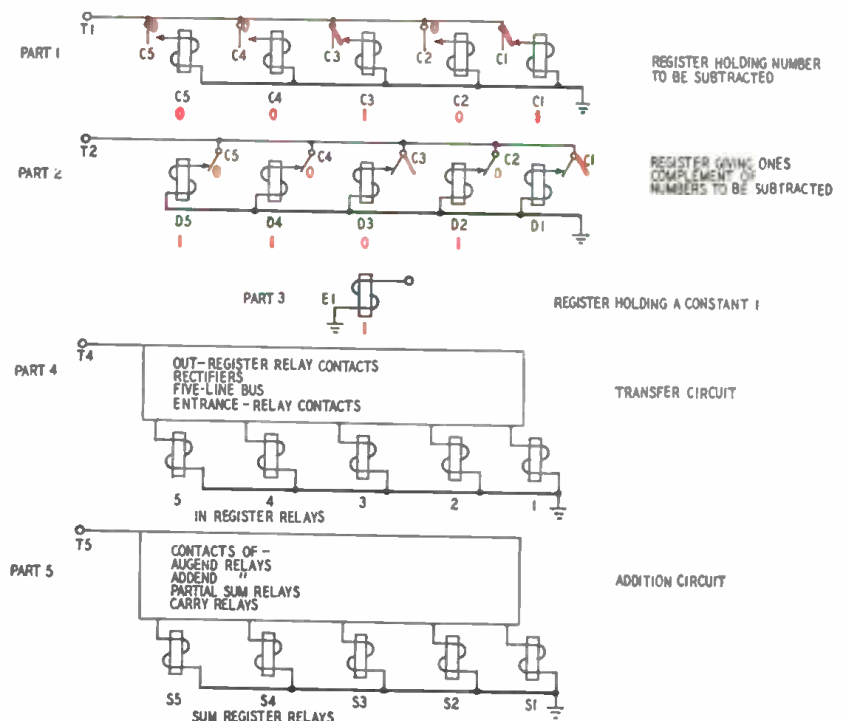 T1
PART 1
C5 C4 C3 C2 C1
0 0 0
REGISTER HOLDING NUMBER
TO BE SUBTRACTED
C5 C4 C3 C2 C1
0 0 1 0 1
T2
PART 2
C5 C4 C3 C2 C1
0 0 0
REGISTER GIVING ONES
COMPLEMENT OF
NUMBERS TO BE SUBTRACTED
D5 D4 D3 D2 D1
1 1 0 1
PART 3
E1
1
REGISTER HOLDING A CONSTANT 1
T4
PART 4
OUT-REGISTER RELAY CONTACTS
RECTIFIERS
FIVE-LINE BUS
ENTRANCE-RELAY CONTACTS
TRANSFER CIRCUIT
5 4 3 2 1
IN REGISTER RELAYS
T5
PART 5
CONTACTS OF-
AUGEND RELAYS
ADDEND "
PARTIAL SUM RELAYS
CARRY RELAYS
ADDITION CIRCUIT
S5 S4 S3 S2 S1
SUM REGISTER RELAYS